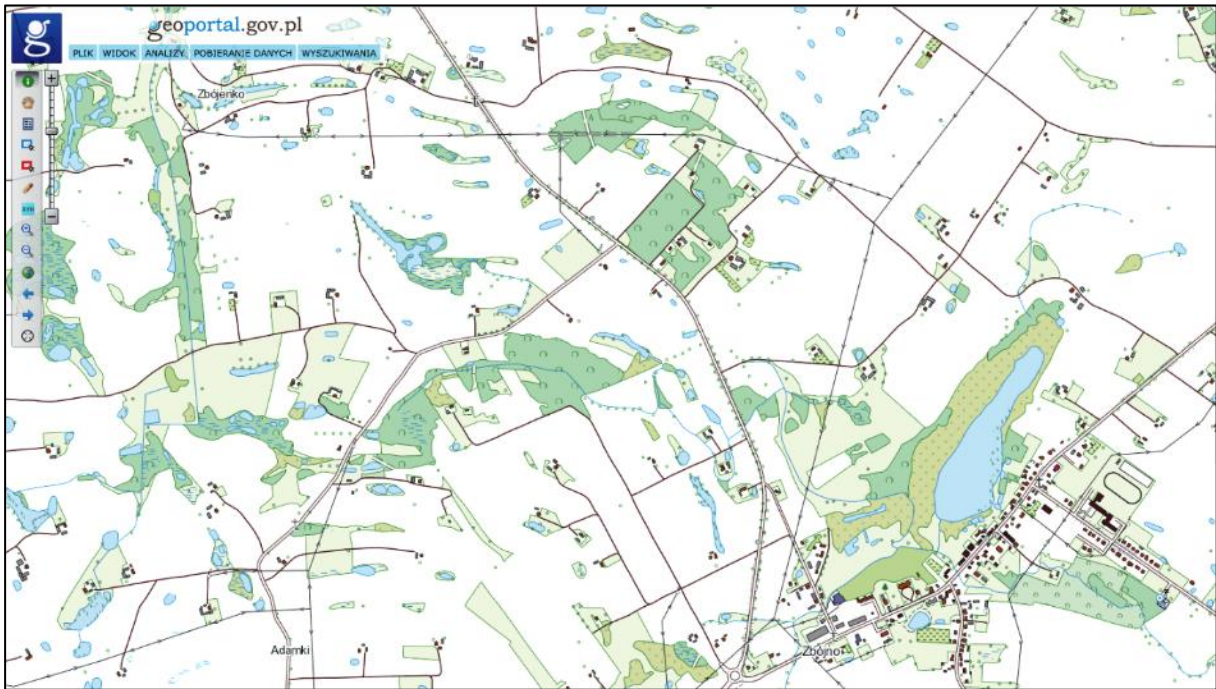 geoportal.gov.pl
PLIK WIDOK ANALIZY POBIERANIE DANYCH WYSZUKIWANIA
Zbójenko
Adamki
Zbójno